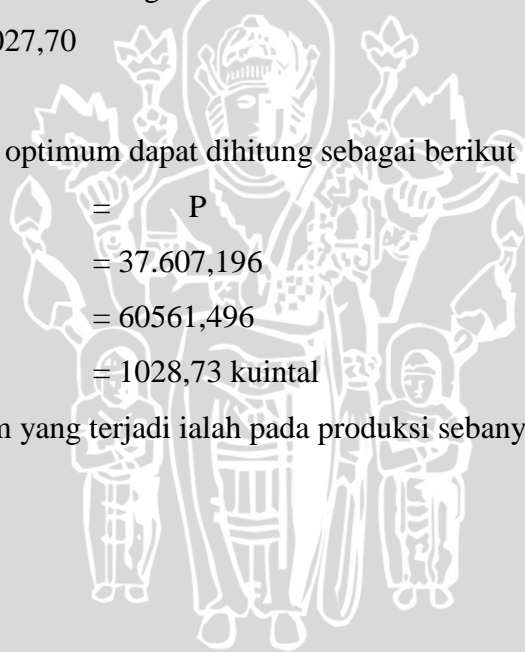 027,70
optimum dapat dihitung sebagai berikut
= P
= 37.607,196
= 60561,496
= 1028,73 kuintal
yang terjadi ialah pada produksi